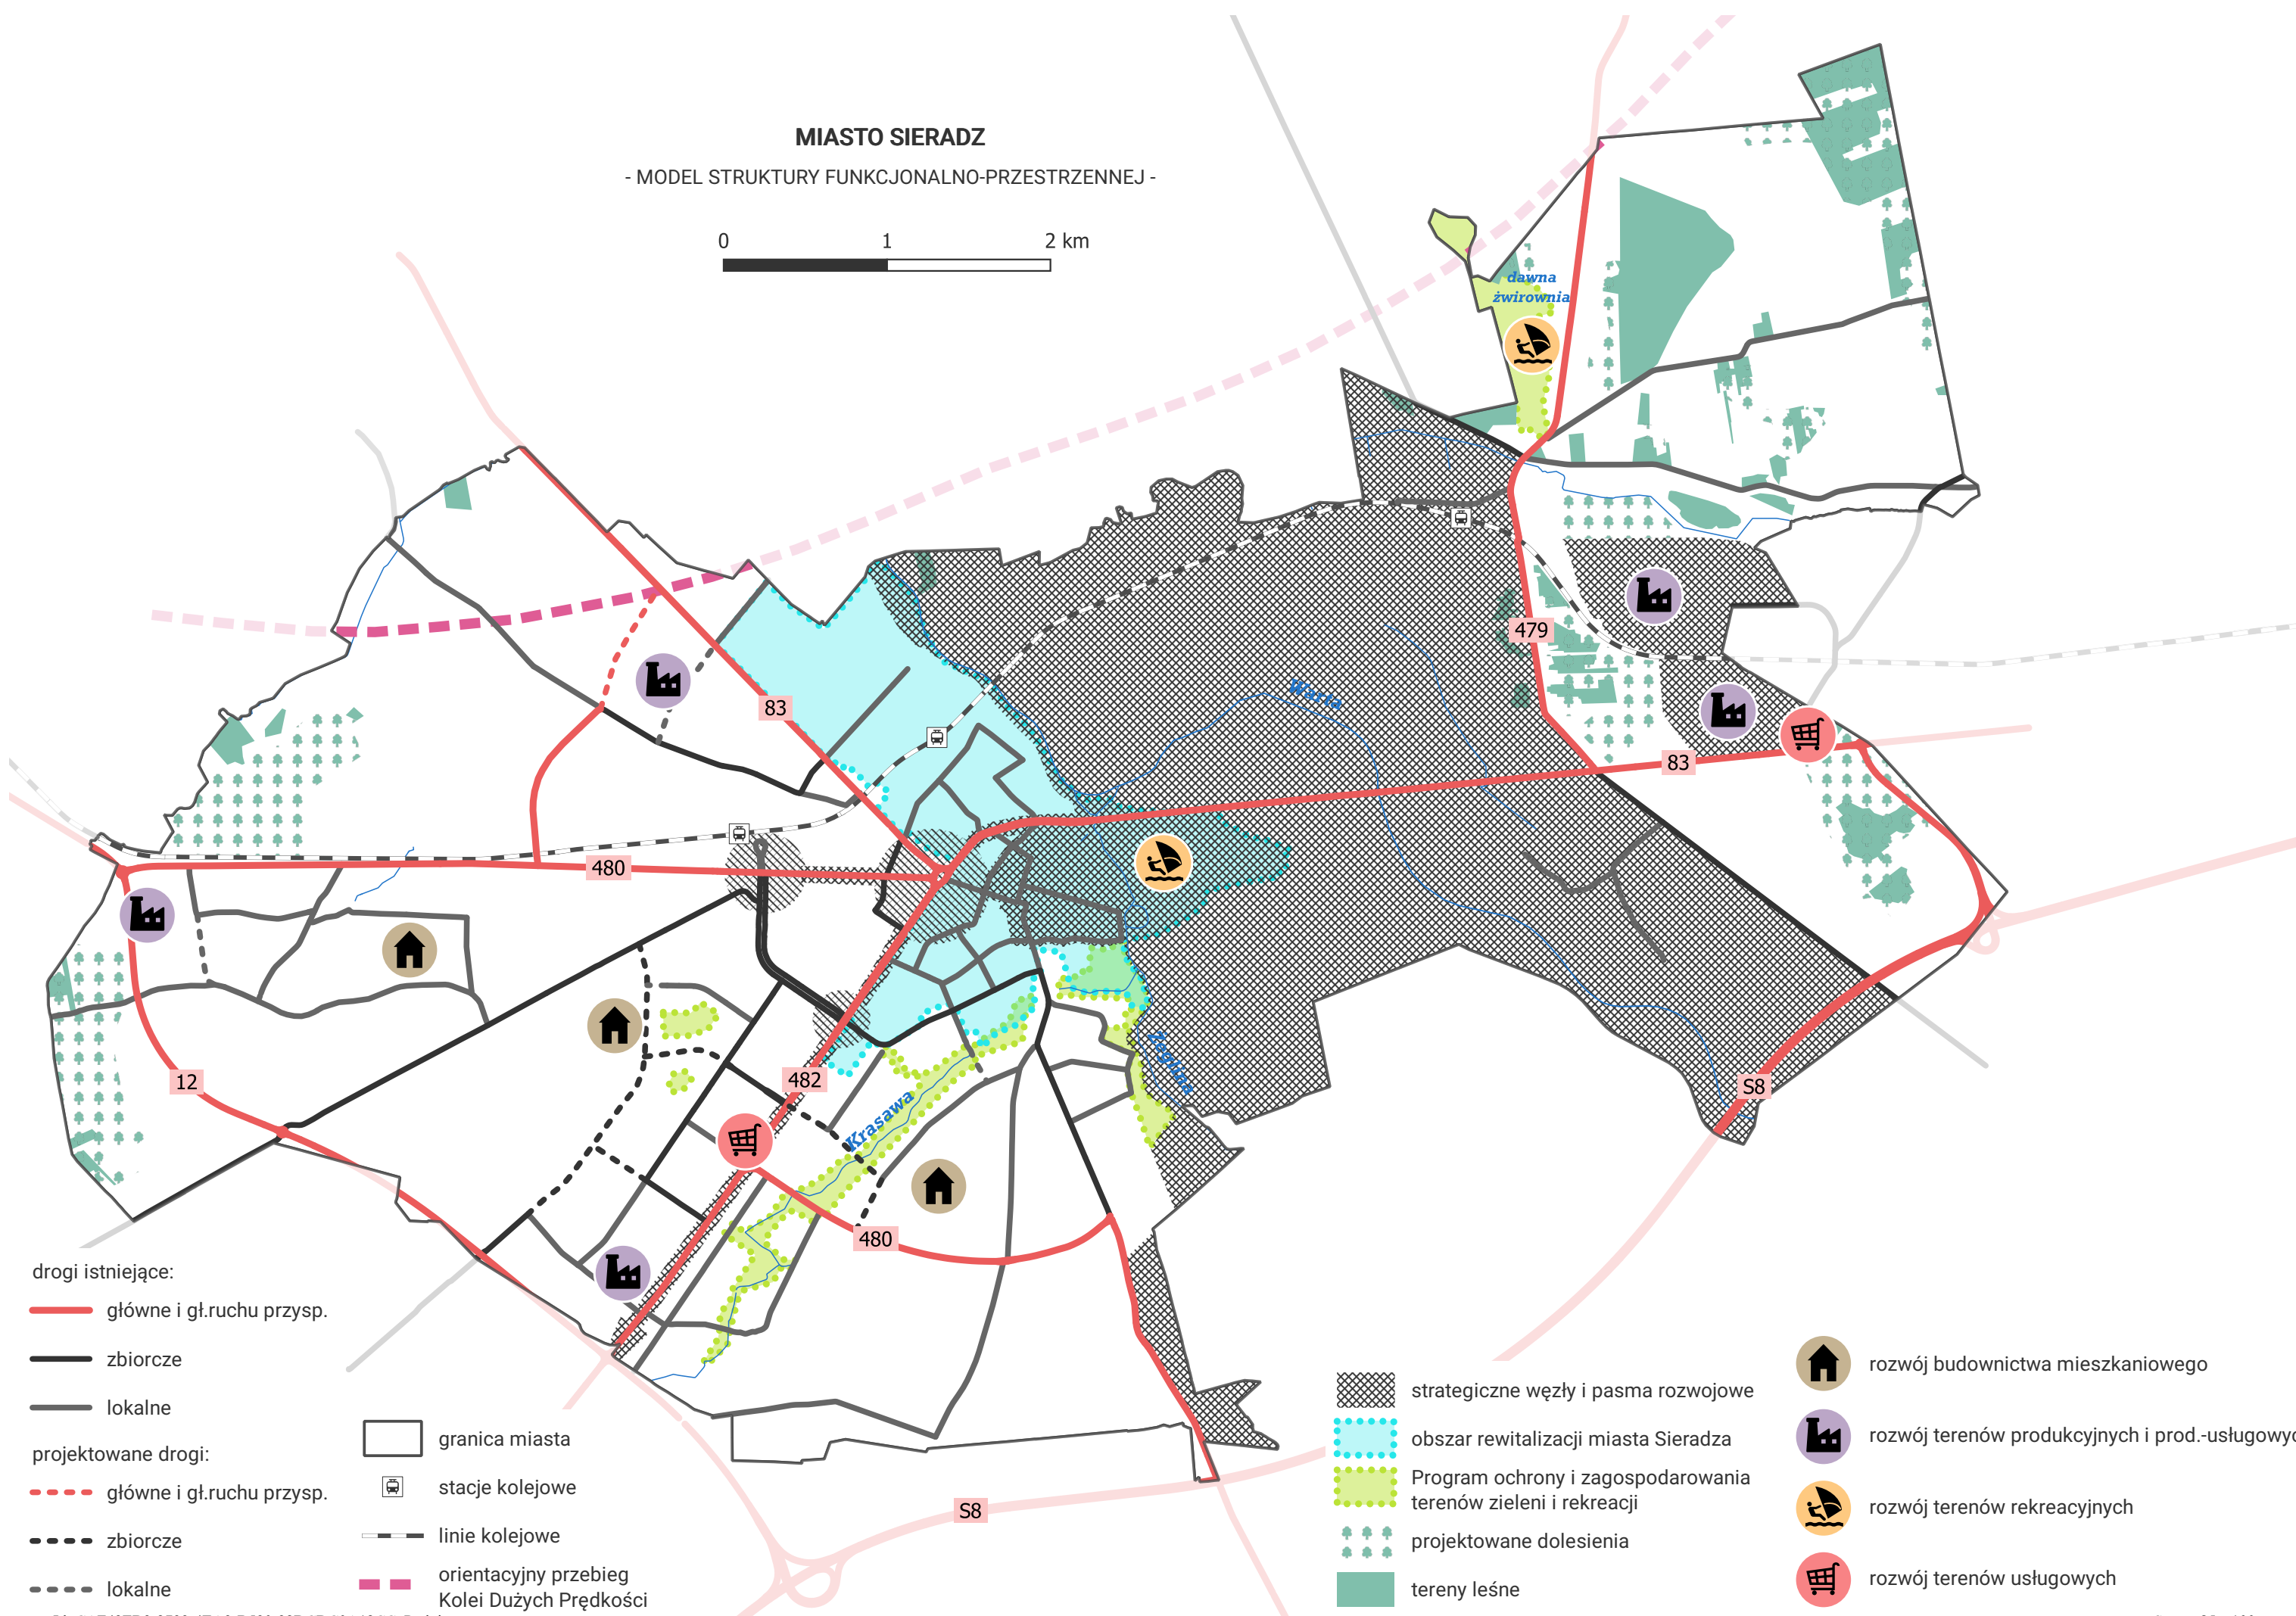 MIASTO SIERADZ
- MODEL STRUKTURY FUNKCJONALNO-PRZESTRZENNEJ -
0 1 2 km
dawna
żwirownia
479
83
Warta
83
480
12
482
Krasawa
Żeglina
480
S8
S8
drogi istniejące:
główne i gł.ruchu przysp.
zbiorcze
lokalne
projektowane drogi:
główne i gł.ruchu przysp.
zbiorcze
lokalne
granica miasta
stacje kolejowe
linie kolejowe
orientacyjny przebieg
Kolei Dużych Prędkości
strategiczne węzły i pasma rozwojowe
obszar rewitalizacji miasta Sieradza
Program ochrony i zagospodarowania
terenów zieleni i rekreacji
projektowane dolesienia
tereny leśne
rozwój budownictwa mieszkaniowego
rozwój terenów produkcyjnych i prod.-usługowyc
rozwój terenów rekreacyjnych
rozwój terenów usługowych